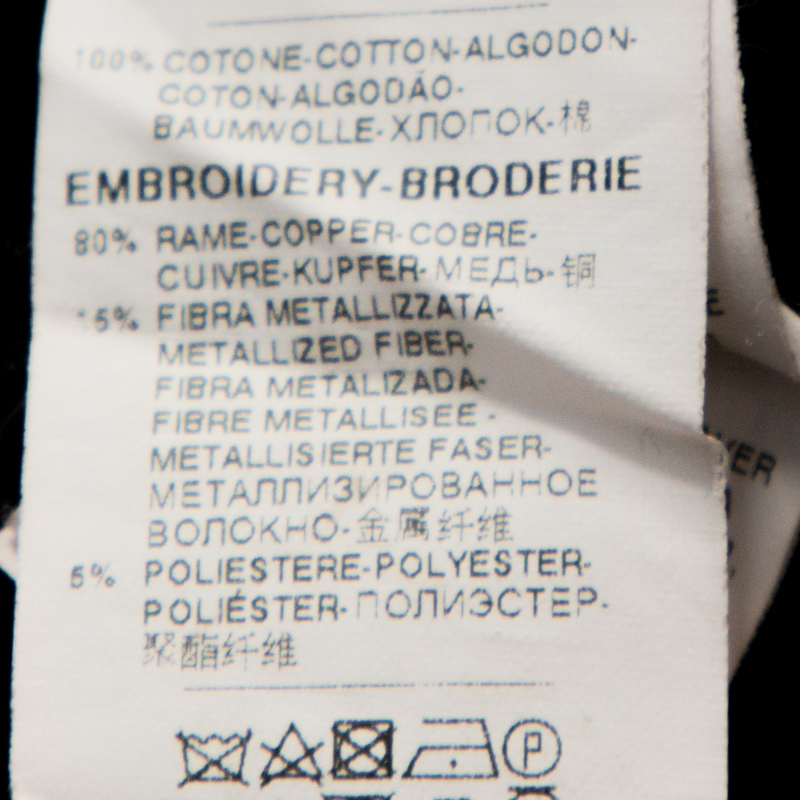 100% COTONE-COTTON-ALGODON-
COTON-ALGODÃO-
BAUMWOLLE-ХЛОПОК-棉
EMBROIDERY-BRODERIE
80% RAME-COPPER-COBRE-
CUIVRE-KUPFER-МЕДЬ-铜
15% FIBRA METALLIZZATA-
METALLIZED FIBER-
FIBRA METALIZADA-
FIBRE METALLISEE-
METALLISIERTE FASER-
МЕТАЛЛИЗИРОВАННОЕ
ВОЛОКНО-金属纤维
5% POLIESTERE-POLYESTER-
POLIÉSTER-ПОЛИЭСТЕР-
聚酯纤维
P